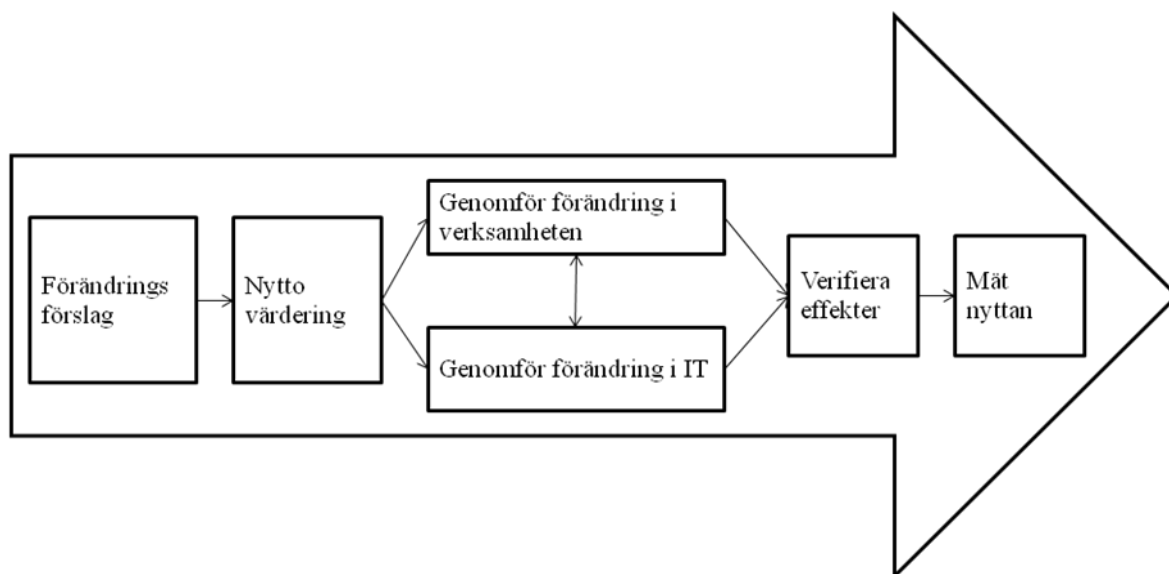 Förändrings
förslag
Nytto
värdering
Genomför förändring i
verksamheten
Genomför förändring i IT
Verifiera
effekter
Mät
nyttan